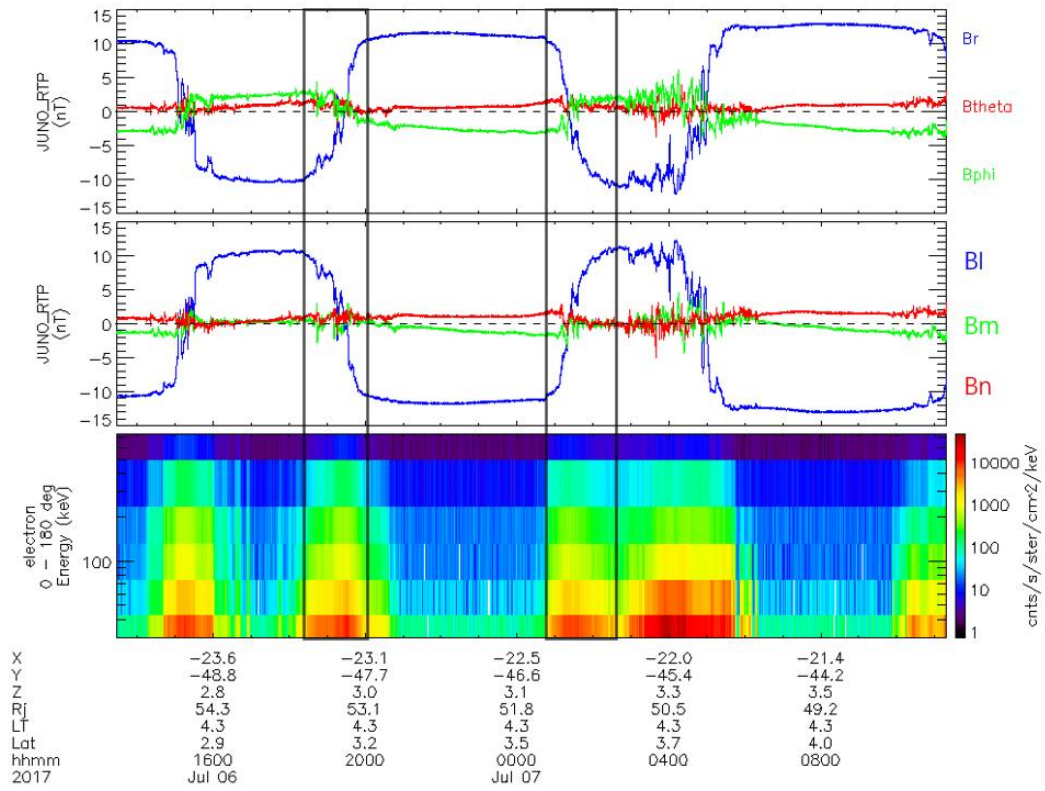 JUNO_RTP
(nT)
15
10
5
0
−5
−10
−15
Br
Btheta
Bphi
JUNO_RTP
(nT)
15
10
5
0
−5
−10
−15
Bl
Bm
Bn
electron
0 − 180 deg
Energy (keV)
100
10000
1000
100
10
1
cnts/s/ster/cm^2/keV
X −23.6 −23.1 −22.5 −22.0 −21.4
Y −48.8 −47.7 −46.6 −45.4 −44.2
Z 2.8 3.0 3.1 3.3 3.5
Rj 54.3 53.1 51.8 50.5 49.2
LT 4.3 4.3 4.3 4.3 4.3
Lat 2.9 3.2 3.5 3.7 4.0
hhmm 1600 2000 0000 0400 0800
2017 Jul 06 Jul 07